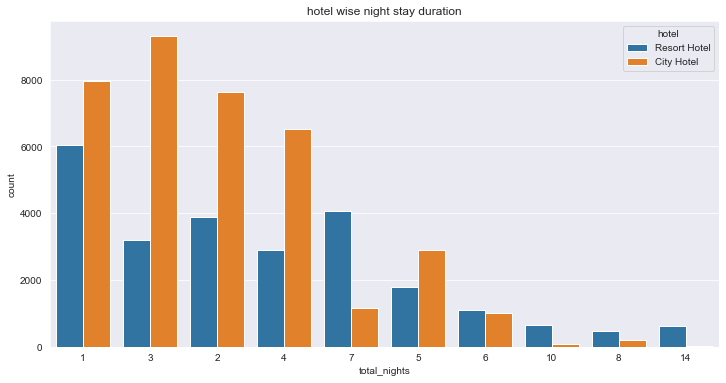 hotel wise night stay duration
hotel
Resort Hotel
City Hotel
8000
6000
4000
2000
0
count
1 3 2 4 7 5 6 10 8 14
total_nights